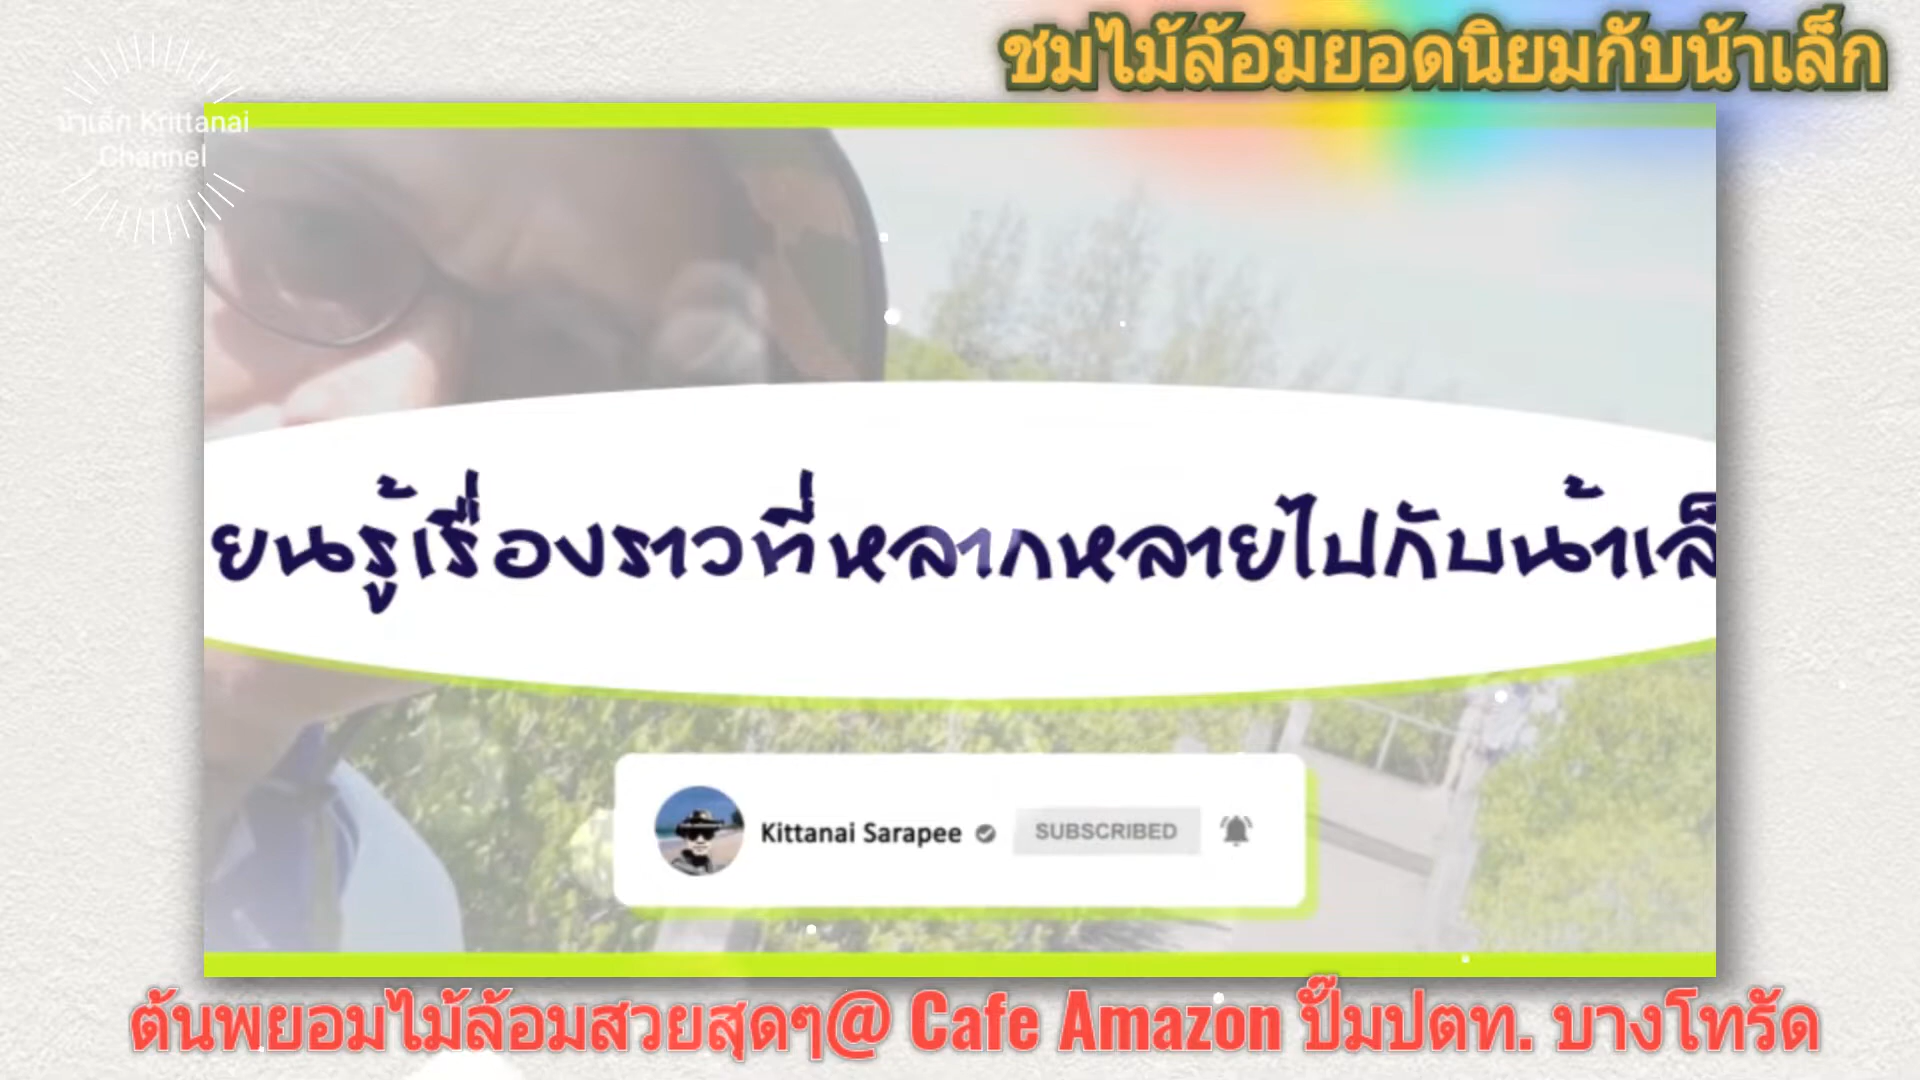 ชมไม้ล้อมยอดนิยมกับน้าเล็ก
น้าเล็ก Krittanai
Channel
ยนรู้เรื่องราวที่หลากหลายไปกับน้าเล็
Kittanai Sarapee
SUBSCRIBED
ต้นพยอมไม้ล้อมสวยสุดๆ@ Cafe Amazon ปั๊มปตท. บางโทรัด